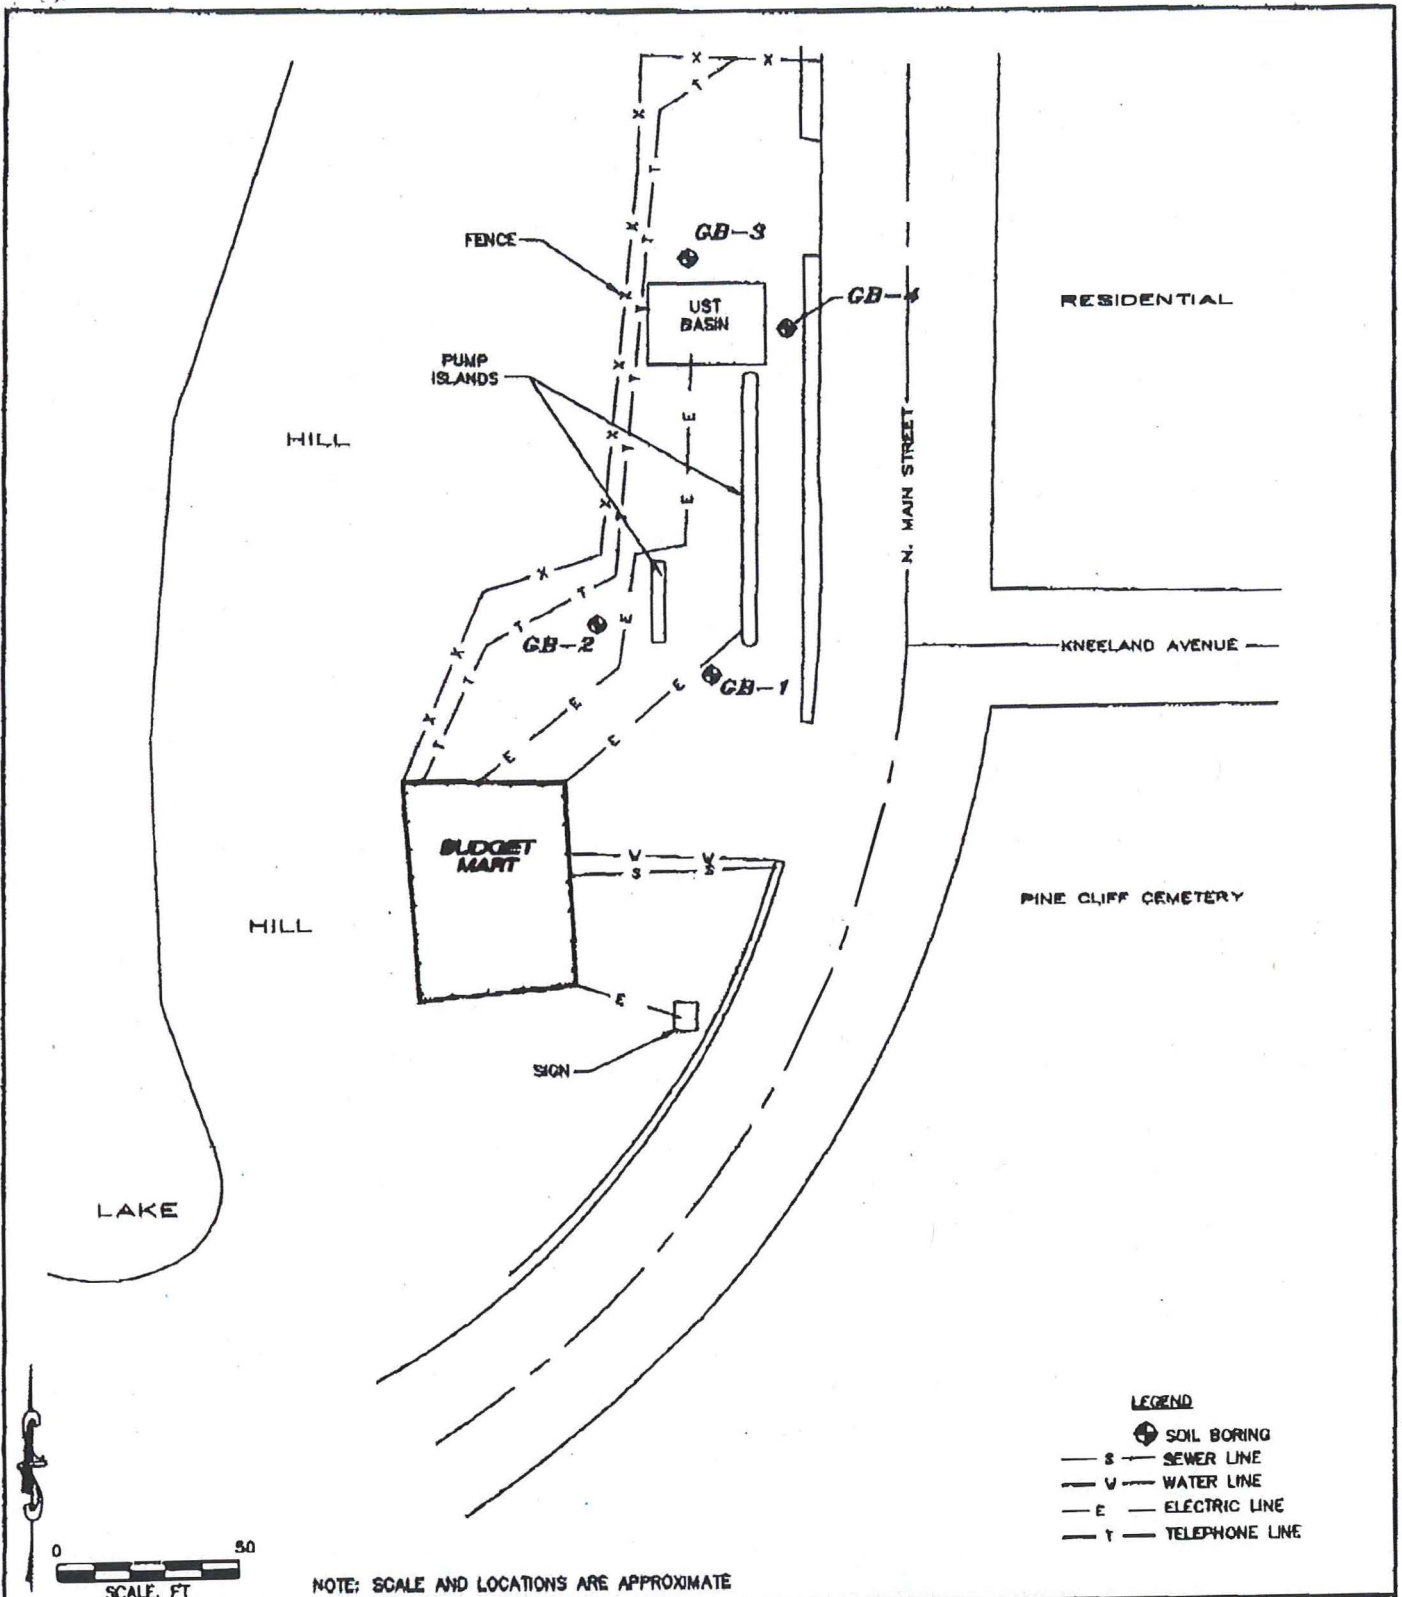 GB-3
FENCE
GB-4
UST
BASIN
RESIDENTIAL
PUMP
ISLANDS
HILL
N. MAIN STREET
GB-2
KNEELAND AVENUE
GB-1
BUDGET
MART
W W
S S
PINE CLIFF CEMETERY
HILL
E
SIGN
LAKE
LEGEND
SOIL BORING
S SEWER LINE
W WATER LINE
E ELECTRIC LINE
T TELEPHONE LINE
0 50
SCALE, FT
NOTE: SCALE AND LOCATIONS ARE APPROXIMATE